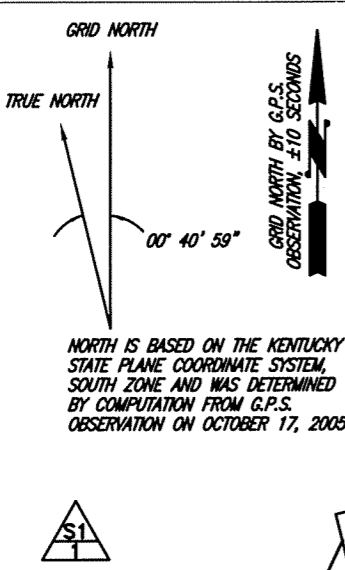 GRID NORTH
TRUE NORTH
00° 40' 59"
GRID NORTH BY G.P.S.
OBSERVATION, ±10 SECONDS
N
NORTH IS BASED ON THE KENTUCKY
STATE PLANE COORDINATE SYSTEM,
SOUTH ZONE AND WAS DETERMINED
BY COMPUTATION FROM G.P.S.
OBSERVATION ON OCTOBER 17, 2005
S1
1